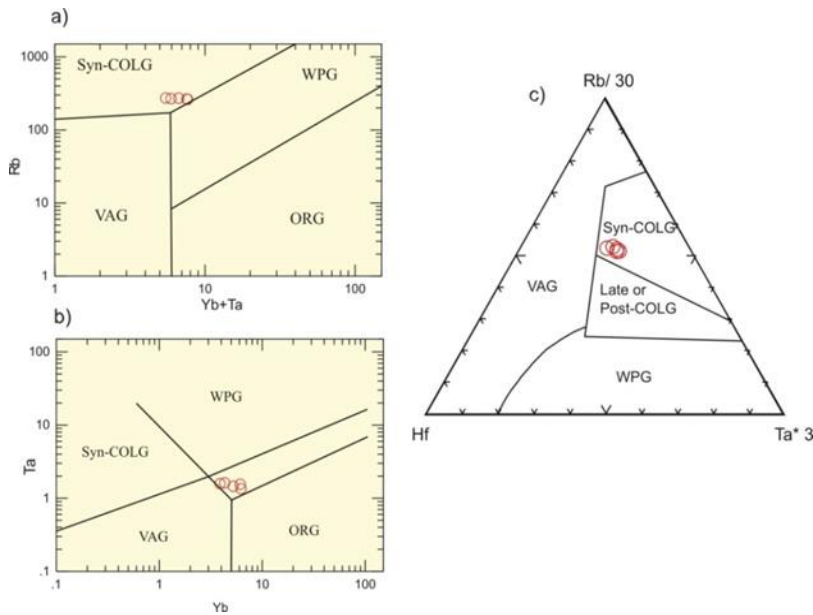 a)
1000
Syn-COLG
WPG
100
Rb
10
VAG
ORG
1
1
10
100
Yb+Ta
b)
100
WPG
10
Syn-COLG
Ta
1
VAG
ORG
.1
.1
1
10
100
Yb
c)
Rb/ 30
Syn-COLG
VAG
Late or
Post-COLG
WPG
Hf
Ta* 3